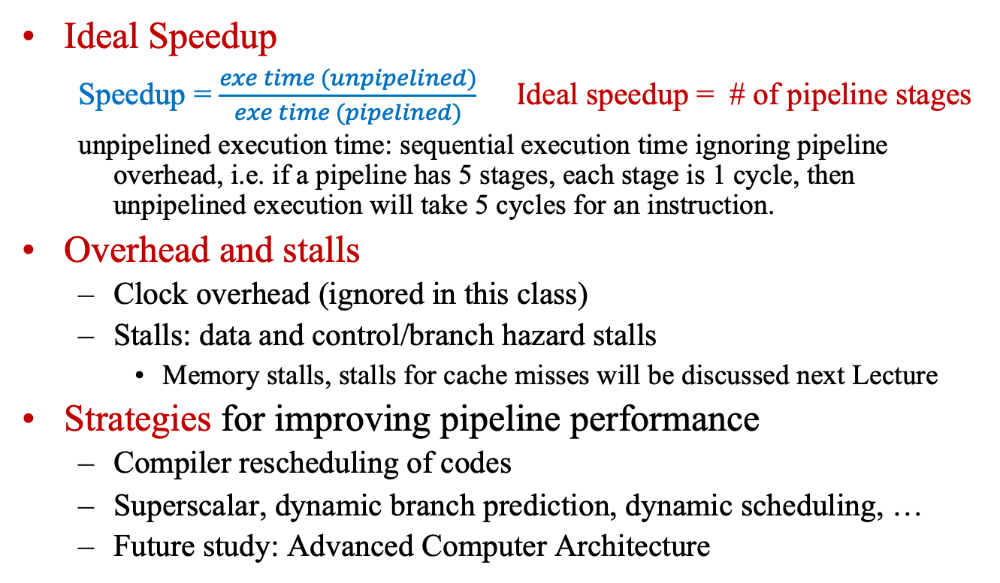 • Ideal Speedup
Speedup = exe time (unpipelined) / exe time (pipelined) Ideal speedup = # of pipeline stages
unpipelined execution time: sequential execution time ignoring pipeline
overhead, i.e. if a pipeline has 5 stages, each stage is 1 cycle, then
unpipelined execution will take 5 cycles for an instruction.
• Overhead and stalls
– Clock overhead (ignored in this class)
– Stalls: data and control/branch hazard stalls
• Memory stalls, stalls for cache misses will be discussed next Lecture
• Strategies for improving pipeline performance
– Compiler rescheduling of codes
– Superscalar, dynamic branch prediction, dynamic scheduling, …
– Future study: Advanced Computer Architecture